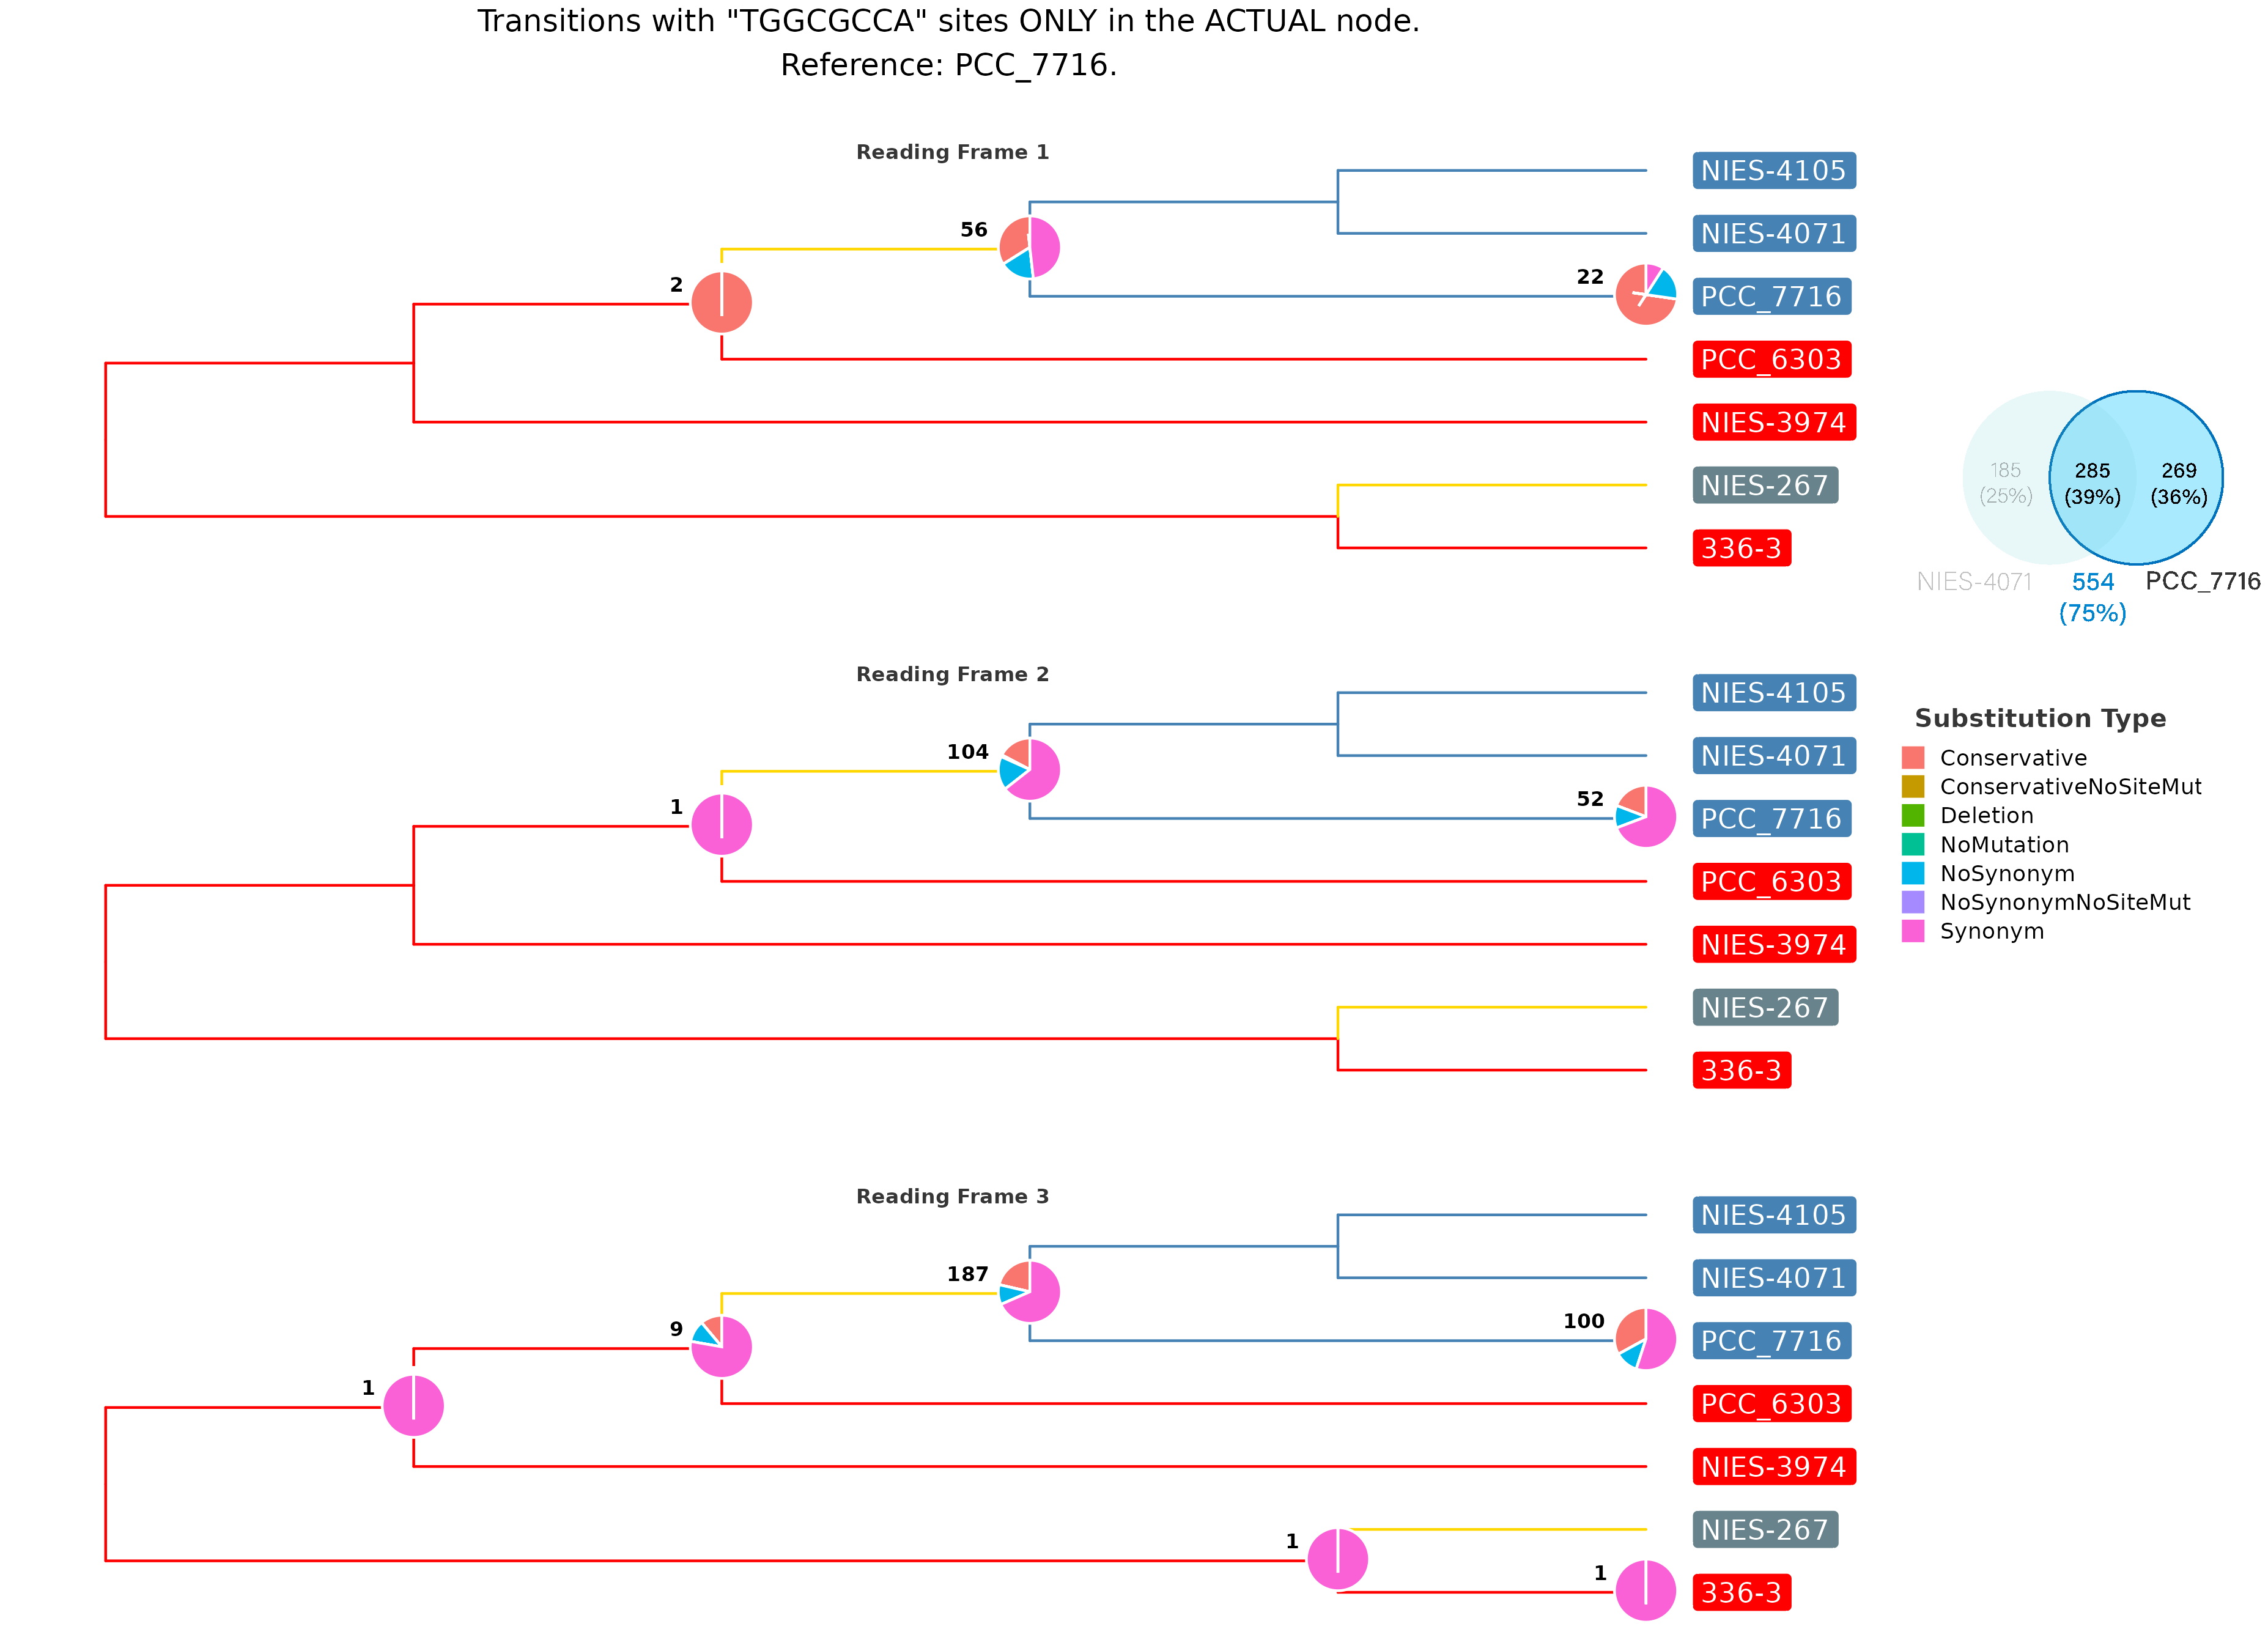 Transitions with "TGGCGCCA" sites ONLY in the ACTUAL node.
Reference: PCC_7716.
Reading Frame 1
NIES-4105
56
NIES-4071
2
22
PCC_7716
PCC_6303
NIES-3974
NIES-267
336-3
185
(25%)
285
(39%)
269
(36%)
NIES-4071
554
(75%)
PCC_7716
Reading Frame 2
NIES-4105
104
NIES-4071
1
52
PCC_7716
PCC_6303
NIES-3974
NIES-267
336-3
Substitution Type
Conservative
ConservativeNoSiteMut
Deletion
NoMutation
NoSynonym
NoSynonymNoSiteMut
Synonym
Reading Frame 3
NIES-4105
187
NIES-4071
9
100
PCC_7716
1
PCC_6303
NIES-3974
1
NIES-267
1
336-3